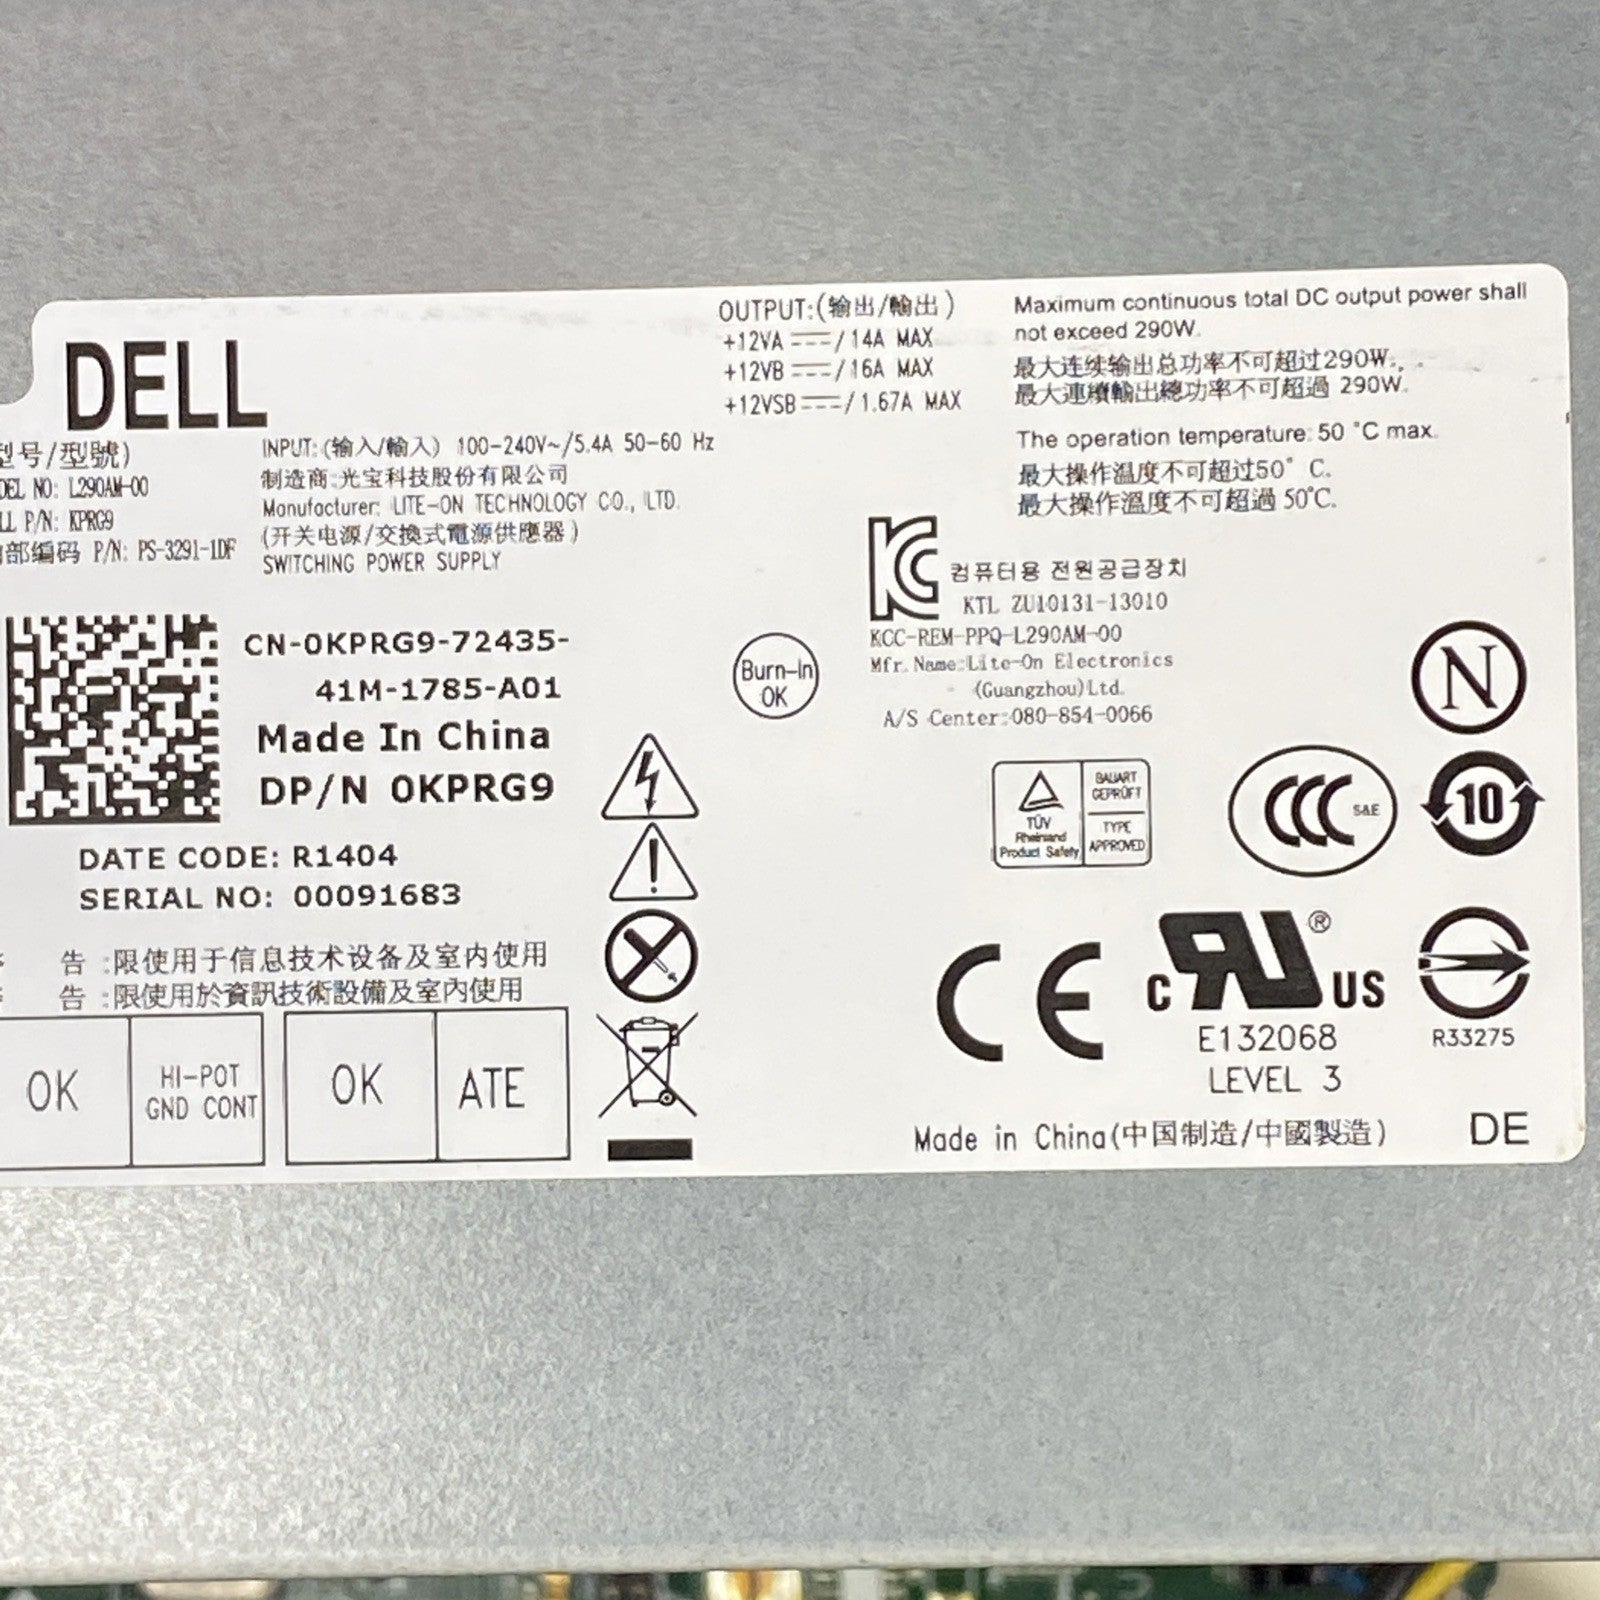 DELL
型号/型號)
DEL NO: L290AM-00
LL P/N: KPRG9
部编码 P/N: PS-3291-1DF
INPUT:(输入/輸入) 100-240V~/5.4A 50-60 Hz
制造商:光宝科技股份有限公司
Manufacturer: LITE-ON TECHNOLOGY CO., LTD.
(开关电源/交換式電源供應器)
SWITCHING POWER SUPPLY
OUTPUT:(输出/輸出)
+12VA ⎓/14A MAX
+12VB ⎓/16A MAX
+12VSB ⎓/1.67A MAX
Maximum continuous total DC output power shall
not exceed 290W.
最大连续输出总功率不可超过290W.
最大連續輸出總功率不可超過 290W.
The operation temperature: 50 °C max.
最大操作温度不可超过50° C.
最大操作溫度不可超過 50°C.
CN-0KPRG9-72435-
41M-1785-A01
Made In China
DP/N 0KPRG9
DATE CODE: R1404
SERIAL NO: 00091683
告 :限使用于信息技术设备及室内使用
告 :限使用於資訊技術設備及室內使用
OK
HI-POT
GND CONT
OK
ATE
Burn-in
OK
컴퓨터용 전원공급장치
KTL ZU10131-13010
KCC-REM-PPQ-L290AM-00
Mfr. Name:Lite-On Electronics
(Guangzhou)Ltd.
A/S Center:080-854-0066
N
TÜV
Rheinland
Product Safety
BAUART
GEPRÜFT
TYPE
APPROVED
CCC S&E
10
CE
c RU ® US
E132068
LEVEL 3
R33275
Made in China(中国制造/中國製造)
DE